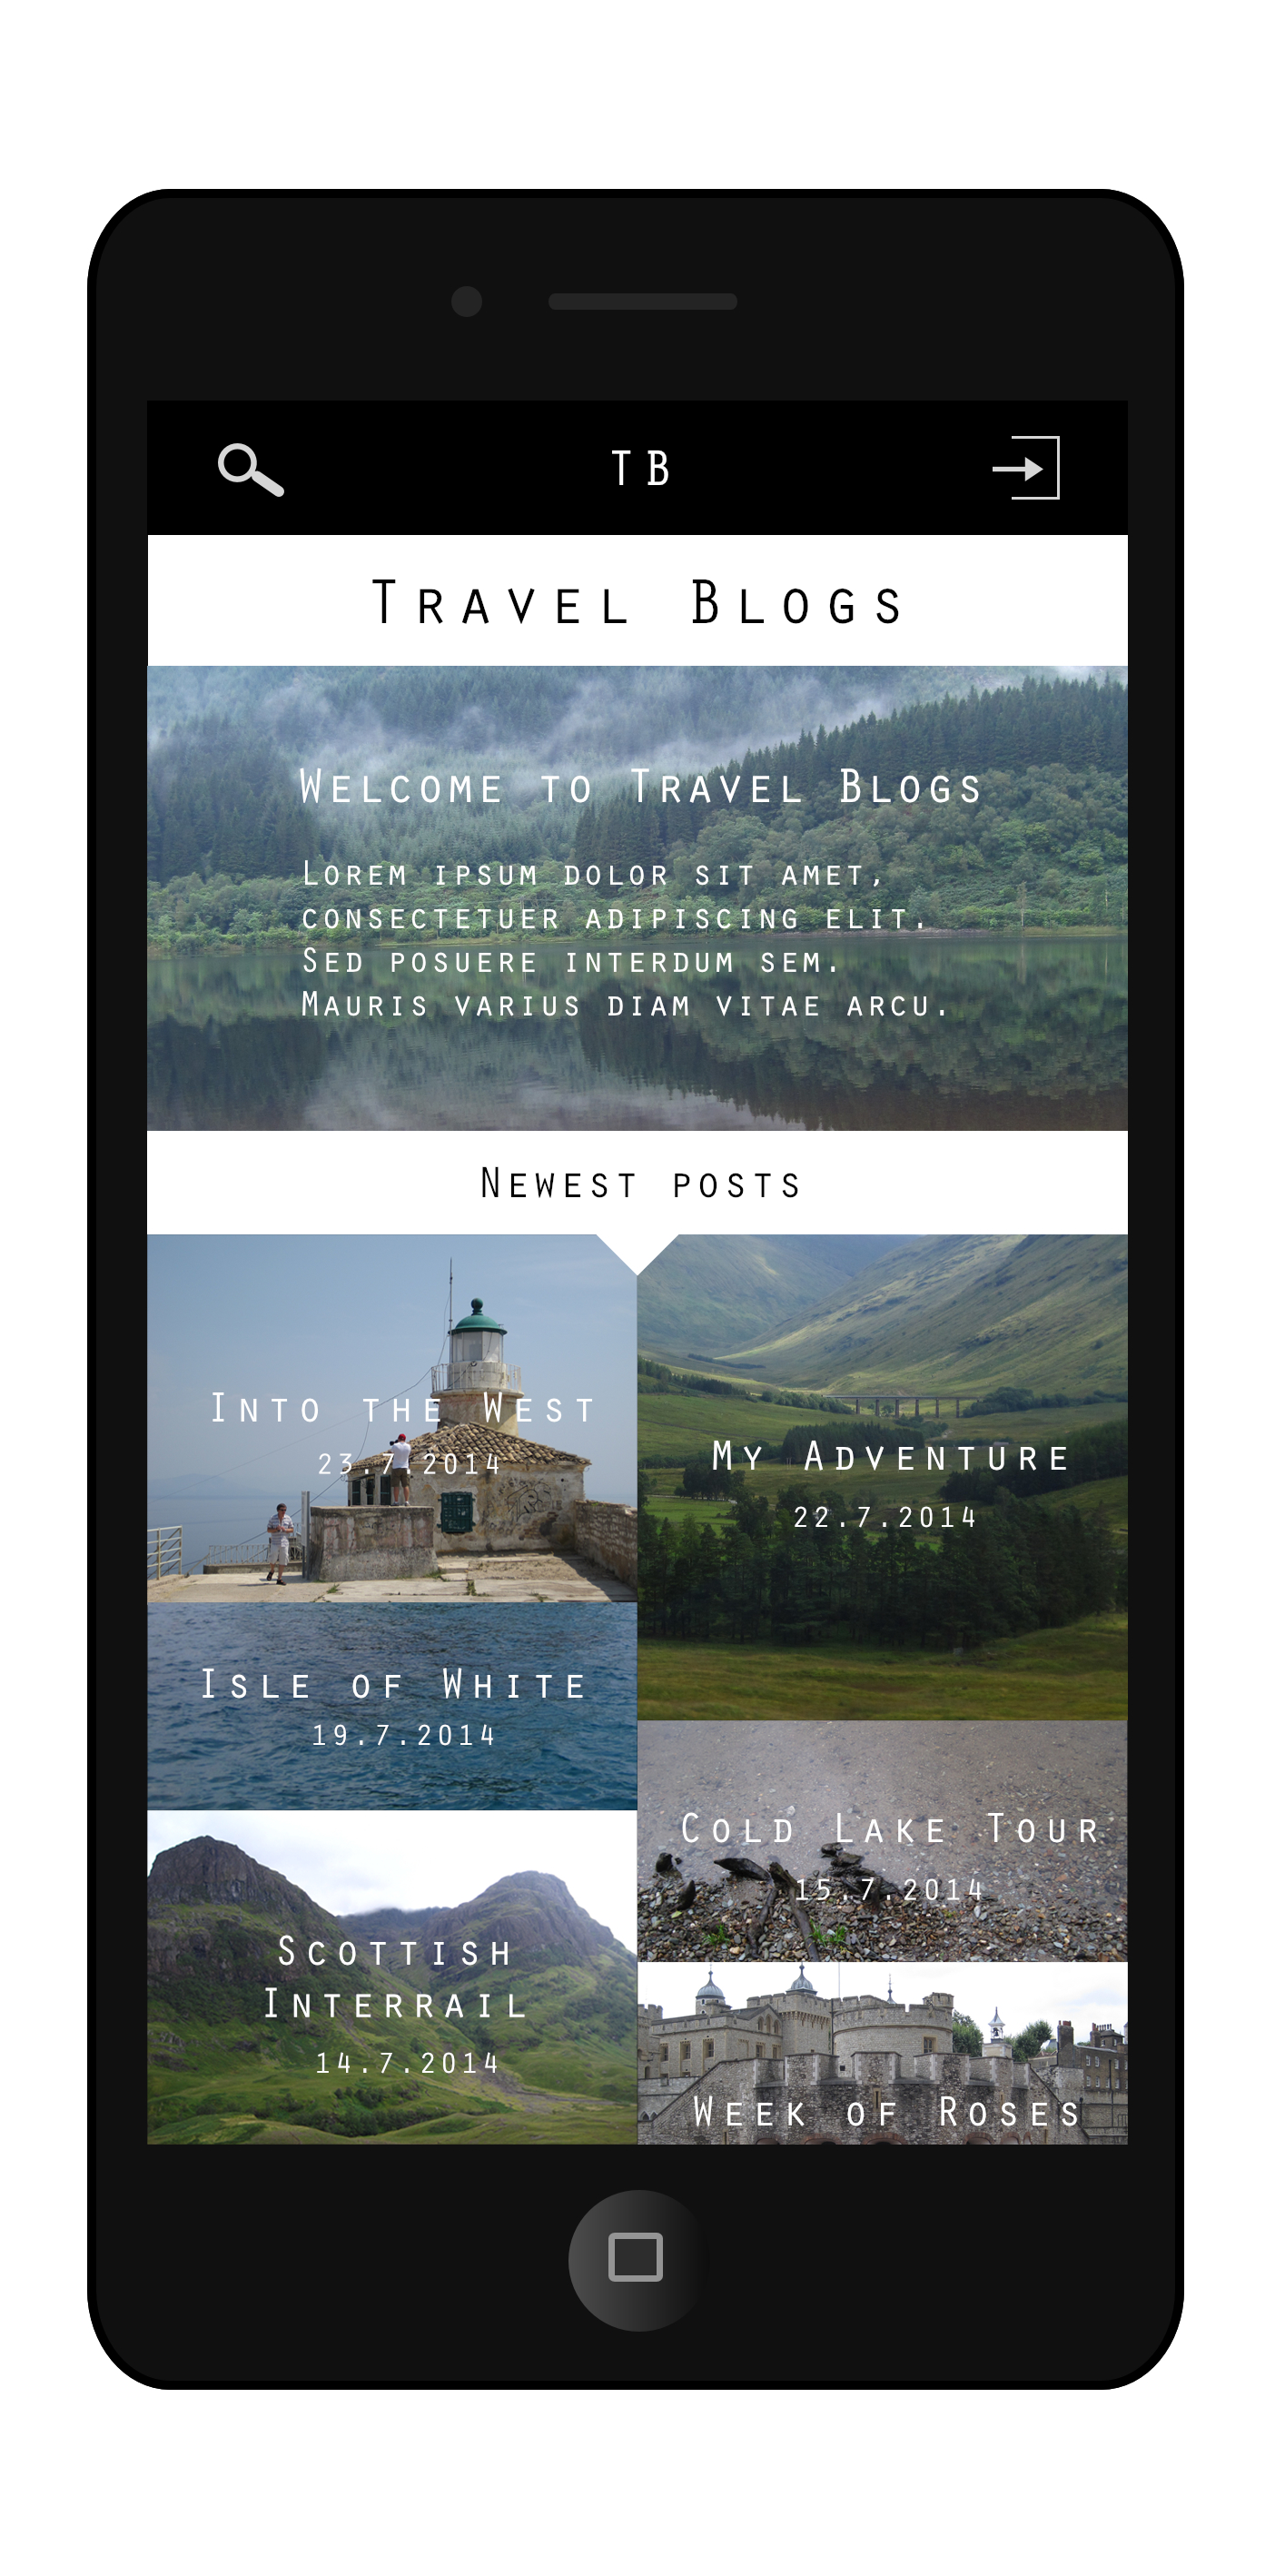 TB
Travel Blogs
Welcome to Travel Blogs
Lorem ipsum dolor sit amet,
consectetuer adipiscing elit.
Sed posuere interdum sem.
Mauris varius diam vitae arcu.
Newest posts
Into the West
23.7.2014
My Adventure
22.7.2014
Isle of White
19.7.2014
Cold Lake Tour
15.7.2014
Scottish
Interrail
14.7.2014
Week of Roses